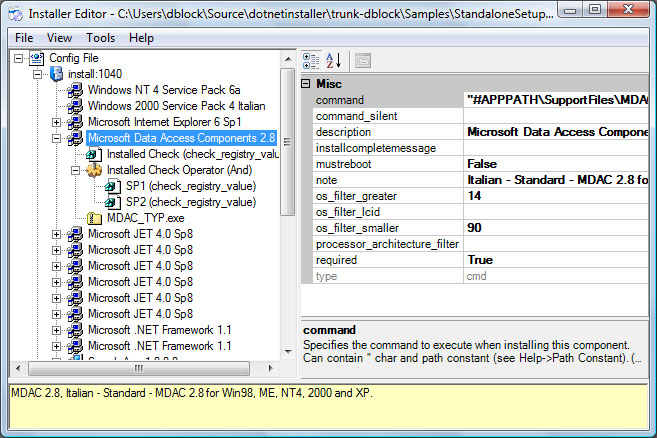 Installer Editor - C:\Users\dblock\Source\dotnetinstaller\trunk-dblock\Samples\StandaloneSetup...
File View Tools Help
Config File
install:1040
Windows NT 4 Service Pack 6a
Windows 2000 Service Pack 4 Italian
Microsoft Internet Explorer 6 Sp1
Microsoft Data Access Components 2.8
Installed Check (check_registry_valu
Installed Check Operator (And)
SP1 (check_registry_value)
SP2 (check_registry_value)
MDAC_TYP.exe
Microsoft JET 4.0 Sp8
Microsoft JET 4.0 Sp8
Microsoft JET 4.0 Sp8
Microsoft JET 4.0 Sp8
Microsoft JET 4.0 Sp8
Microsoft JET 4.0 Sp8
Microsoft .NET Framework 1.1
Microsoft .NET Framework 1.1
Misc
command "#APPPATH\SupportFiles\MDA
command_silent
description Microsoft Data Access Compone
installcompletemessage
mustreboot False
note Italian - Standard - MDAC 2.8 for
os_filter_greater 14
os_filter_lcid
os_filter_smaller 90
processor_architecture_filter
required True
type cmd
command
Specifies the command to execute when installing this component.
Can contain " char and path constant (see Help->Path Constant). (...
MDAC 2.8, Italian - Standard - MDAC 2.8 for Win98, ME, NT4, 2000 and XP.